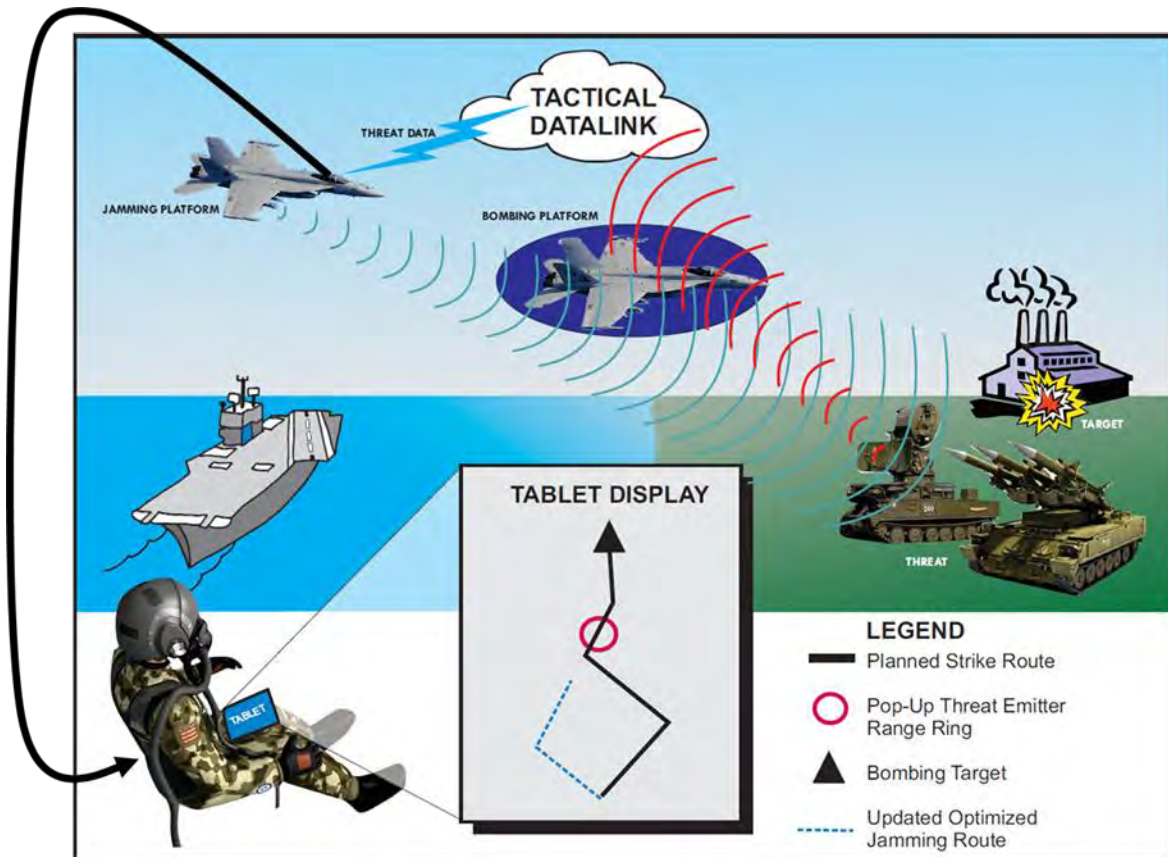 TACTICAL
DATALINK
THREAT DATA
JAMMING PLATFORM
BOMBING PLATFORM
TARGET
THREAT
TABLET DISPLAY
TABLET
LEGEND
Planned Strike Route
Pop-Up Threat Emitter
Range Ring
Bombing Target
Updated Optimized
Jamming Route